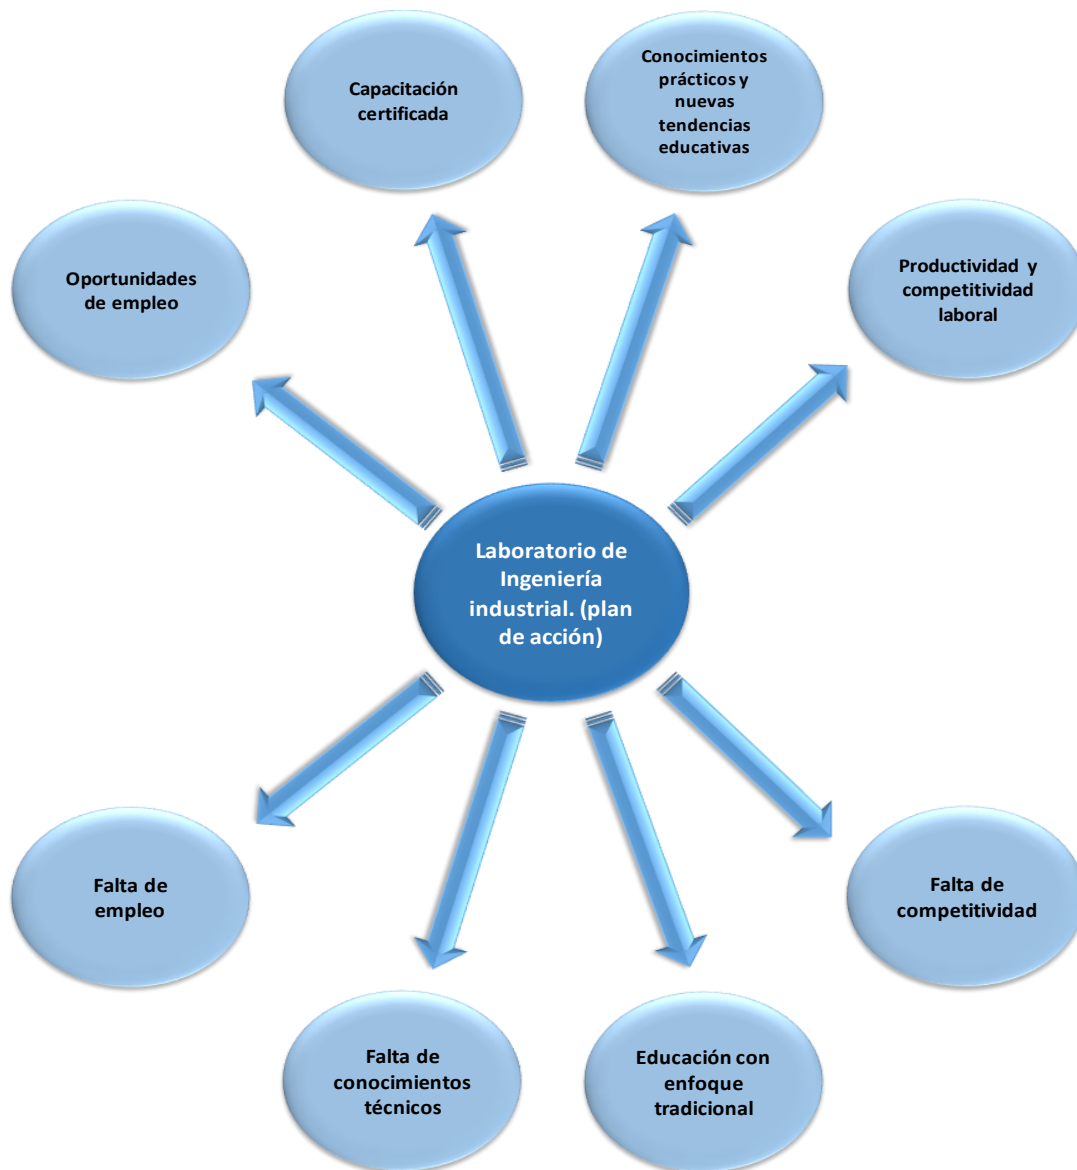 Capacitación
certificada
Conocimientos
prácticos y
nuevas
tendencias
educativas
Oportunidades
de empleo
Productividad y
competitividad
laboral
Laboratorio de
Ingeniería
industrial. (plan
de acción)
Falta de
empleo
Falta de
competitividad
Falta de
conocimientos
técnicos
Educación con
enfoque
tradicional